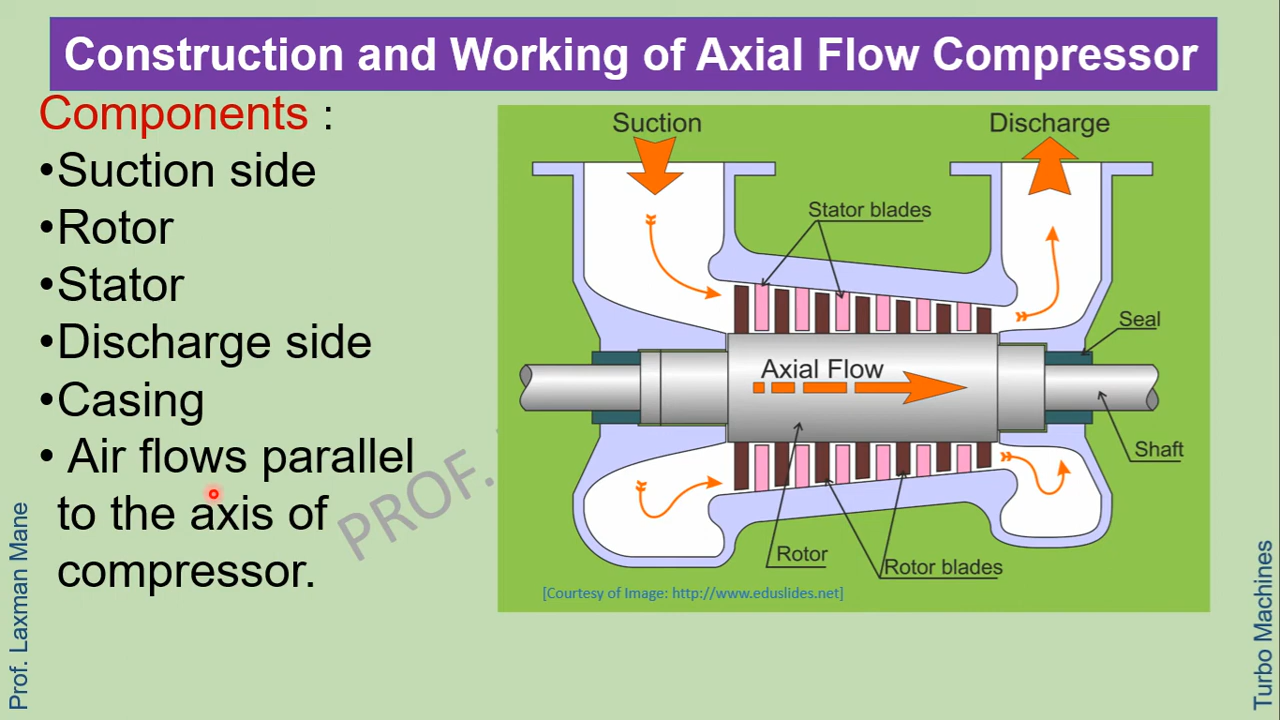 Construction and Working of Axial Flow Compressor
Components :
•Suction side
•Rotor
•Stator
•Discharge side
•Casing
• Air flows parallel
to the axis of
compressor.
Suction
Discharge
Stator blades
Seal
Axial Flow
Shaft
Rotor
Rotor blades
[Courtesy of Image: http://www.eduslides.net]
PROF.
Prof. Laxman Mane
Turbo Machines